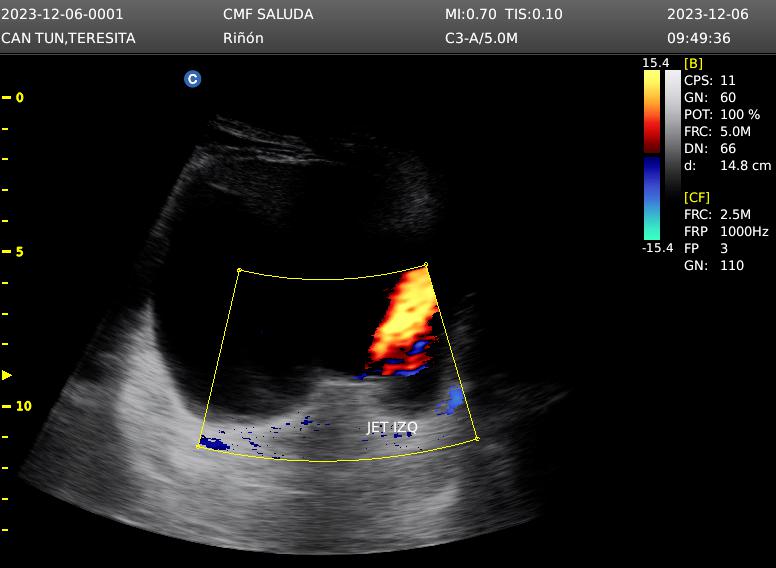 2023-12-06-0001 CMF SALUDA MI:0.70 TIS:0.10 2023-12-06
CAN TUN,TERESITA Riñón C3-A/5.0M 09:49:36
C
0
5
10
15.4
-15.4
[B]
CPS: 11
GN: 60
POT: 100 %
FRC: 5.0M
DN: 66
d: 14.8 cm
[CF]
FRC: 2.5M
FRP 1000Hz
FP 3
GN: 110
JET IZQ